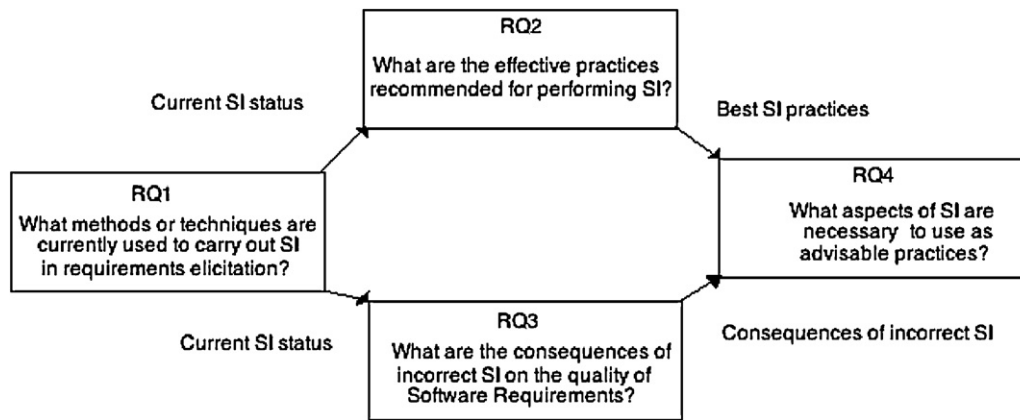 RQ2
What are the effective practices
recommended for performing SI?
Current SI status
Best SI practices
RQ1
What methods or techniques are
currently used to carry out SI
in requirements elicitation?
RQ4
What aspects of SI are
necessary to use as
advisable practices?
Current SI status
RQ3
What are the consequences of
incorrect SI on the quality of
Software Requirements?
Consequences of incorrect SI